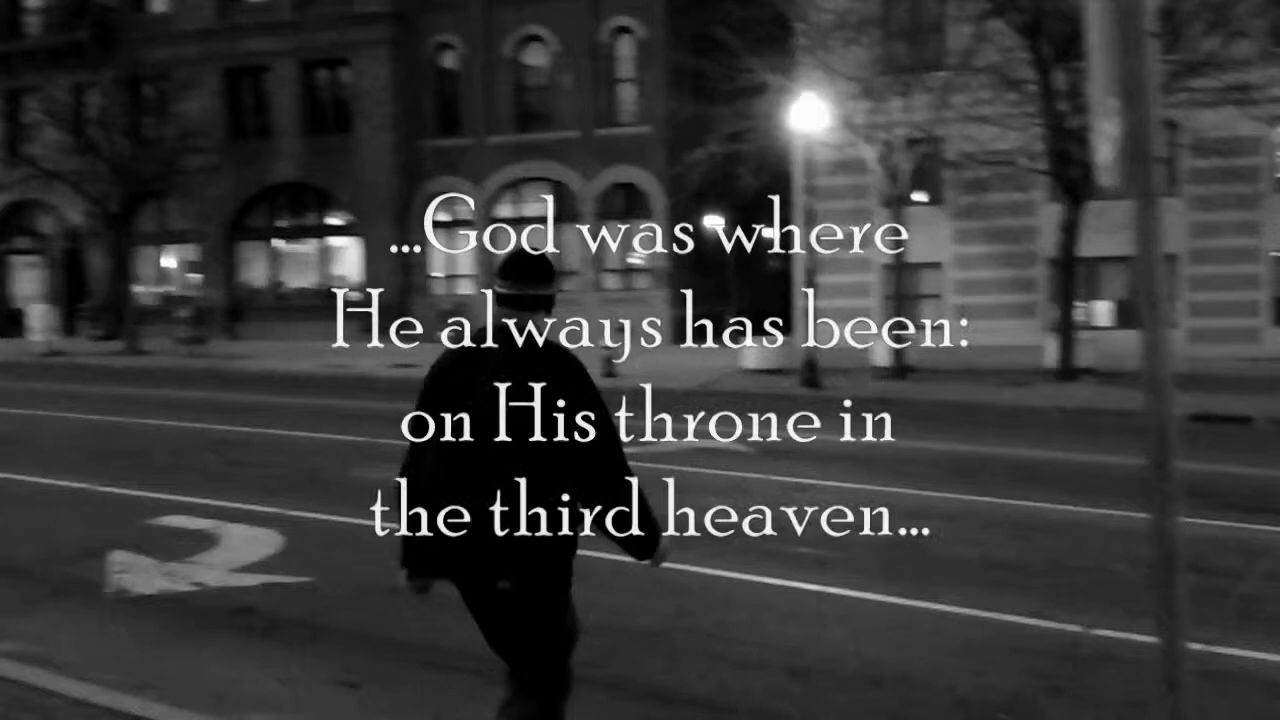 ...God was where
He always has been:
on His throne in
the third heaven...